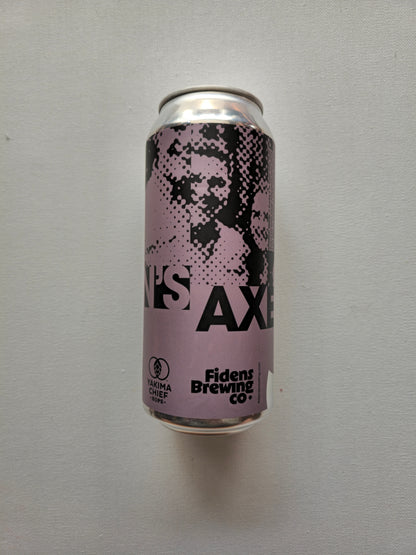 N'S
AXE
YAKIMA
CHIEF
-HOPS-
Fidens
Brewing
Co.